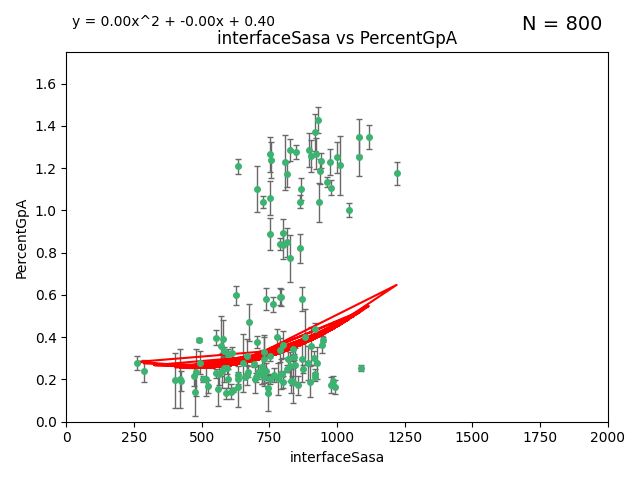 y = 0.00x^2 + -0.00x + 0.40
N = 800
interfaceSasa vs PercentGpA
1.6
1.4
1.2
1.0
0.8
0.6
0.4
0.2
0.0
PercentGpA
0 250 500 750 1000 1250 1500 1750 2000
interfaceSasa